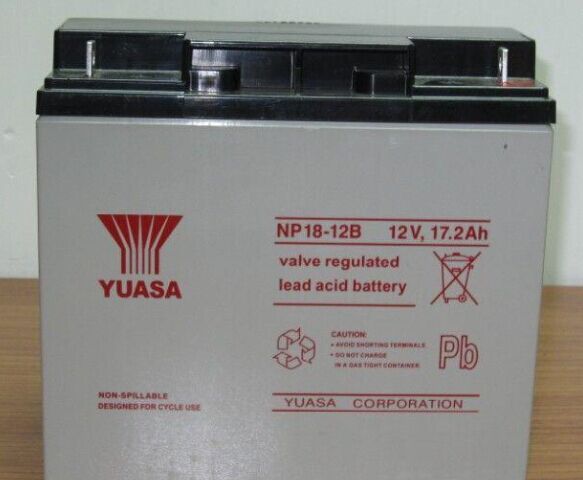 NP18-12B 12V, 17.2Ah
valve regulated
lead acid battery
YUASA
CAUTION:
• AVOID SHORTING TERMINALS
• DO NOT CHARGE
IN A GAS TIGHT CONTAINER
Pb
NON-SPILLABLE
DESIGNED FOR CYCLE USE
YUASA CORPORATION